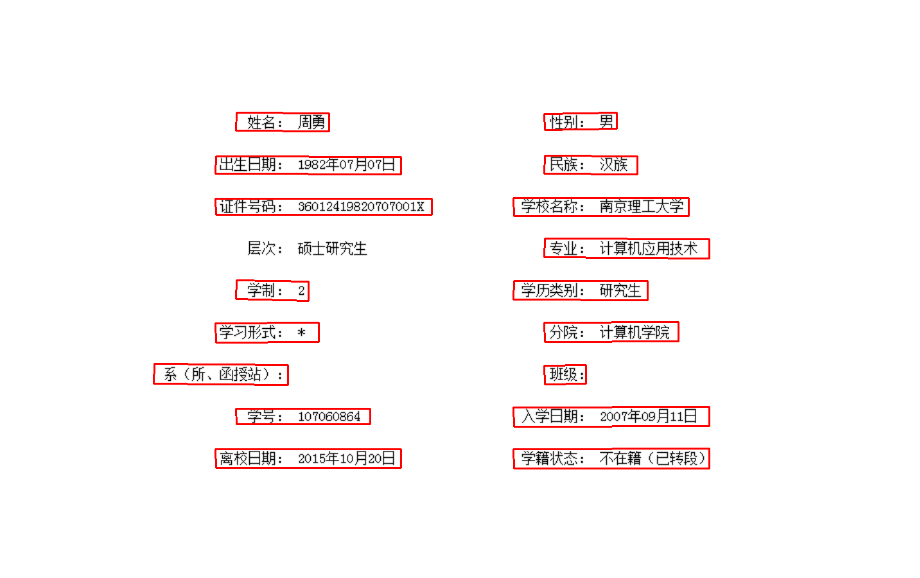 姓名： 周勇 性别： 男
出生日期： 1982年07月07日 民族： 汉族
证件号码： 36012419820707001X 学校名称： 南京理工大学
层次： 硕士研究生 专业： 计算机应用技术
学制： 2 学历类别： 研究生
学习形式： * 分院： 计算机学院
系（所、函授站）： 班级：
学号： 107060864 入学日期： 2007年09月11日
离校日期： 2015年10月20日 学籍状态： 不在籍（已转段）